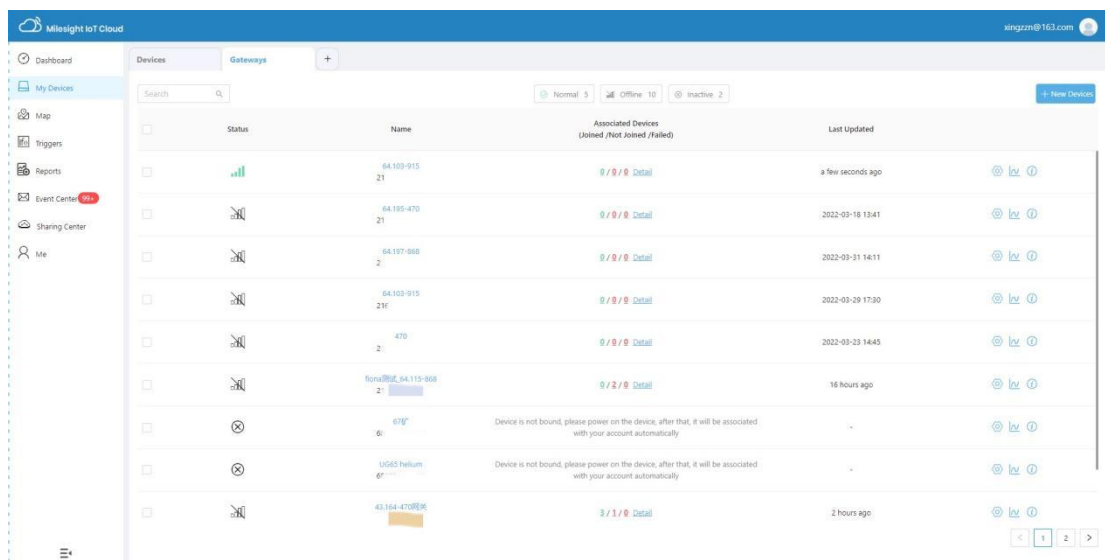 Milesight IoT Cloud
xingzm@163.com
Dashboard
My Devices
Map
Triggers
Reports
Event Center 99+
Sharing Center
Me
Devices Gateways +
Search
Normal 5 Offline 10 Inactive 2
+ New Devices
Status Name Associated Devices Last Updated
(Joined /Not Joined /Failed)
64.103-915 0 / 0 / 0 Detail a few seconds ago
21
64.195-470 0 / 0 / 0 Detail 2022-03-18 13:41
21
64.197-868 0 / 0 / 0 Detail 2022-03-31 14:11
2
64.103-915 0 / 0 / 0 Detail 2022-03-29 17:30
470 0 / 0 / 0 Detail 2022-03-23 14:45
2
fiona测试_64.115-868 0 / 2 / 0 Detail 16 hours ago
Device is not bound, please power on the device, after that, it will be associated
with your account automatically -
UG65 helium Device is not bound, please power on the device, after that, it will be associated
with your account automatically -
43.164-470网关 3 / 1 / 0 Detail 2 hours ago
< 1 2 >